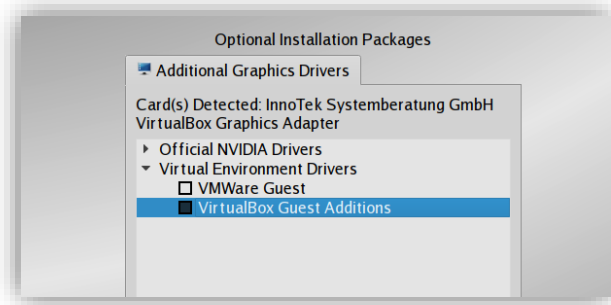 Optional Installation Packages
Additional Graphics Drivers
Card(s) Detected: InnoTek Systemberatung GmbH
VirtualBox Graphics Adapter
Official NVIDIA Drivers
Virtual Environment Drivers
VMWare Guest
VirtualBox Guest Additions